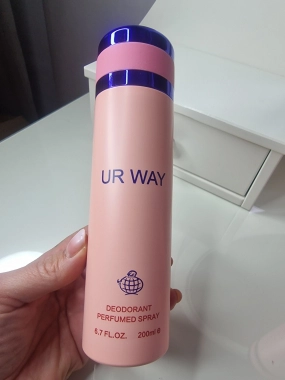 UR WAY
DEODORANT
PERFUMED SPRAY
6.7 FL.OZ. 200ml ℮